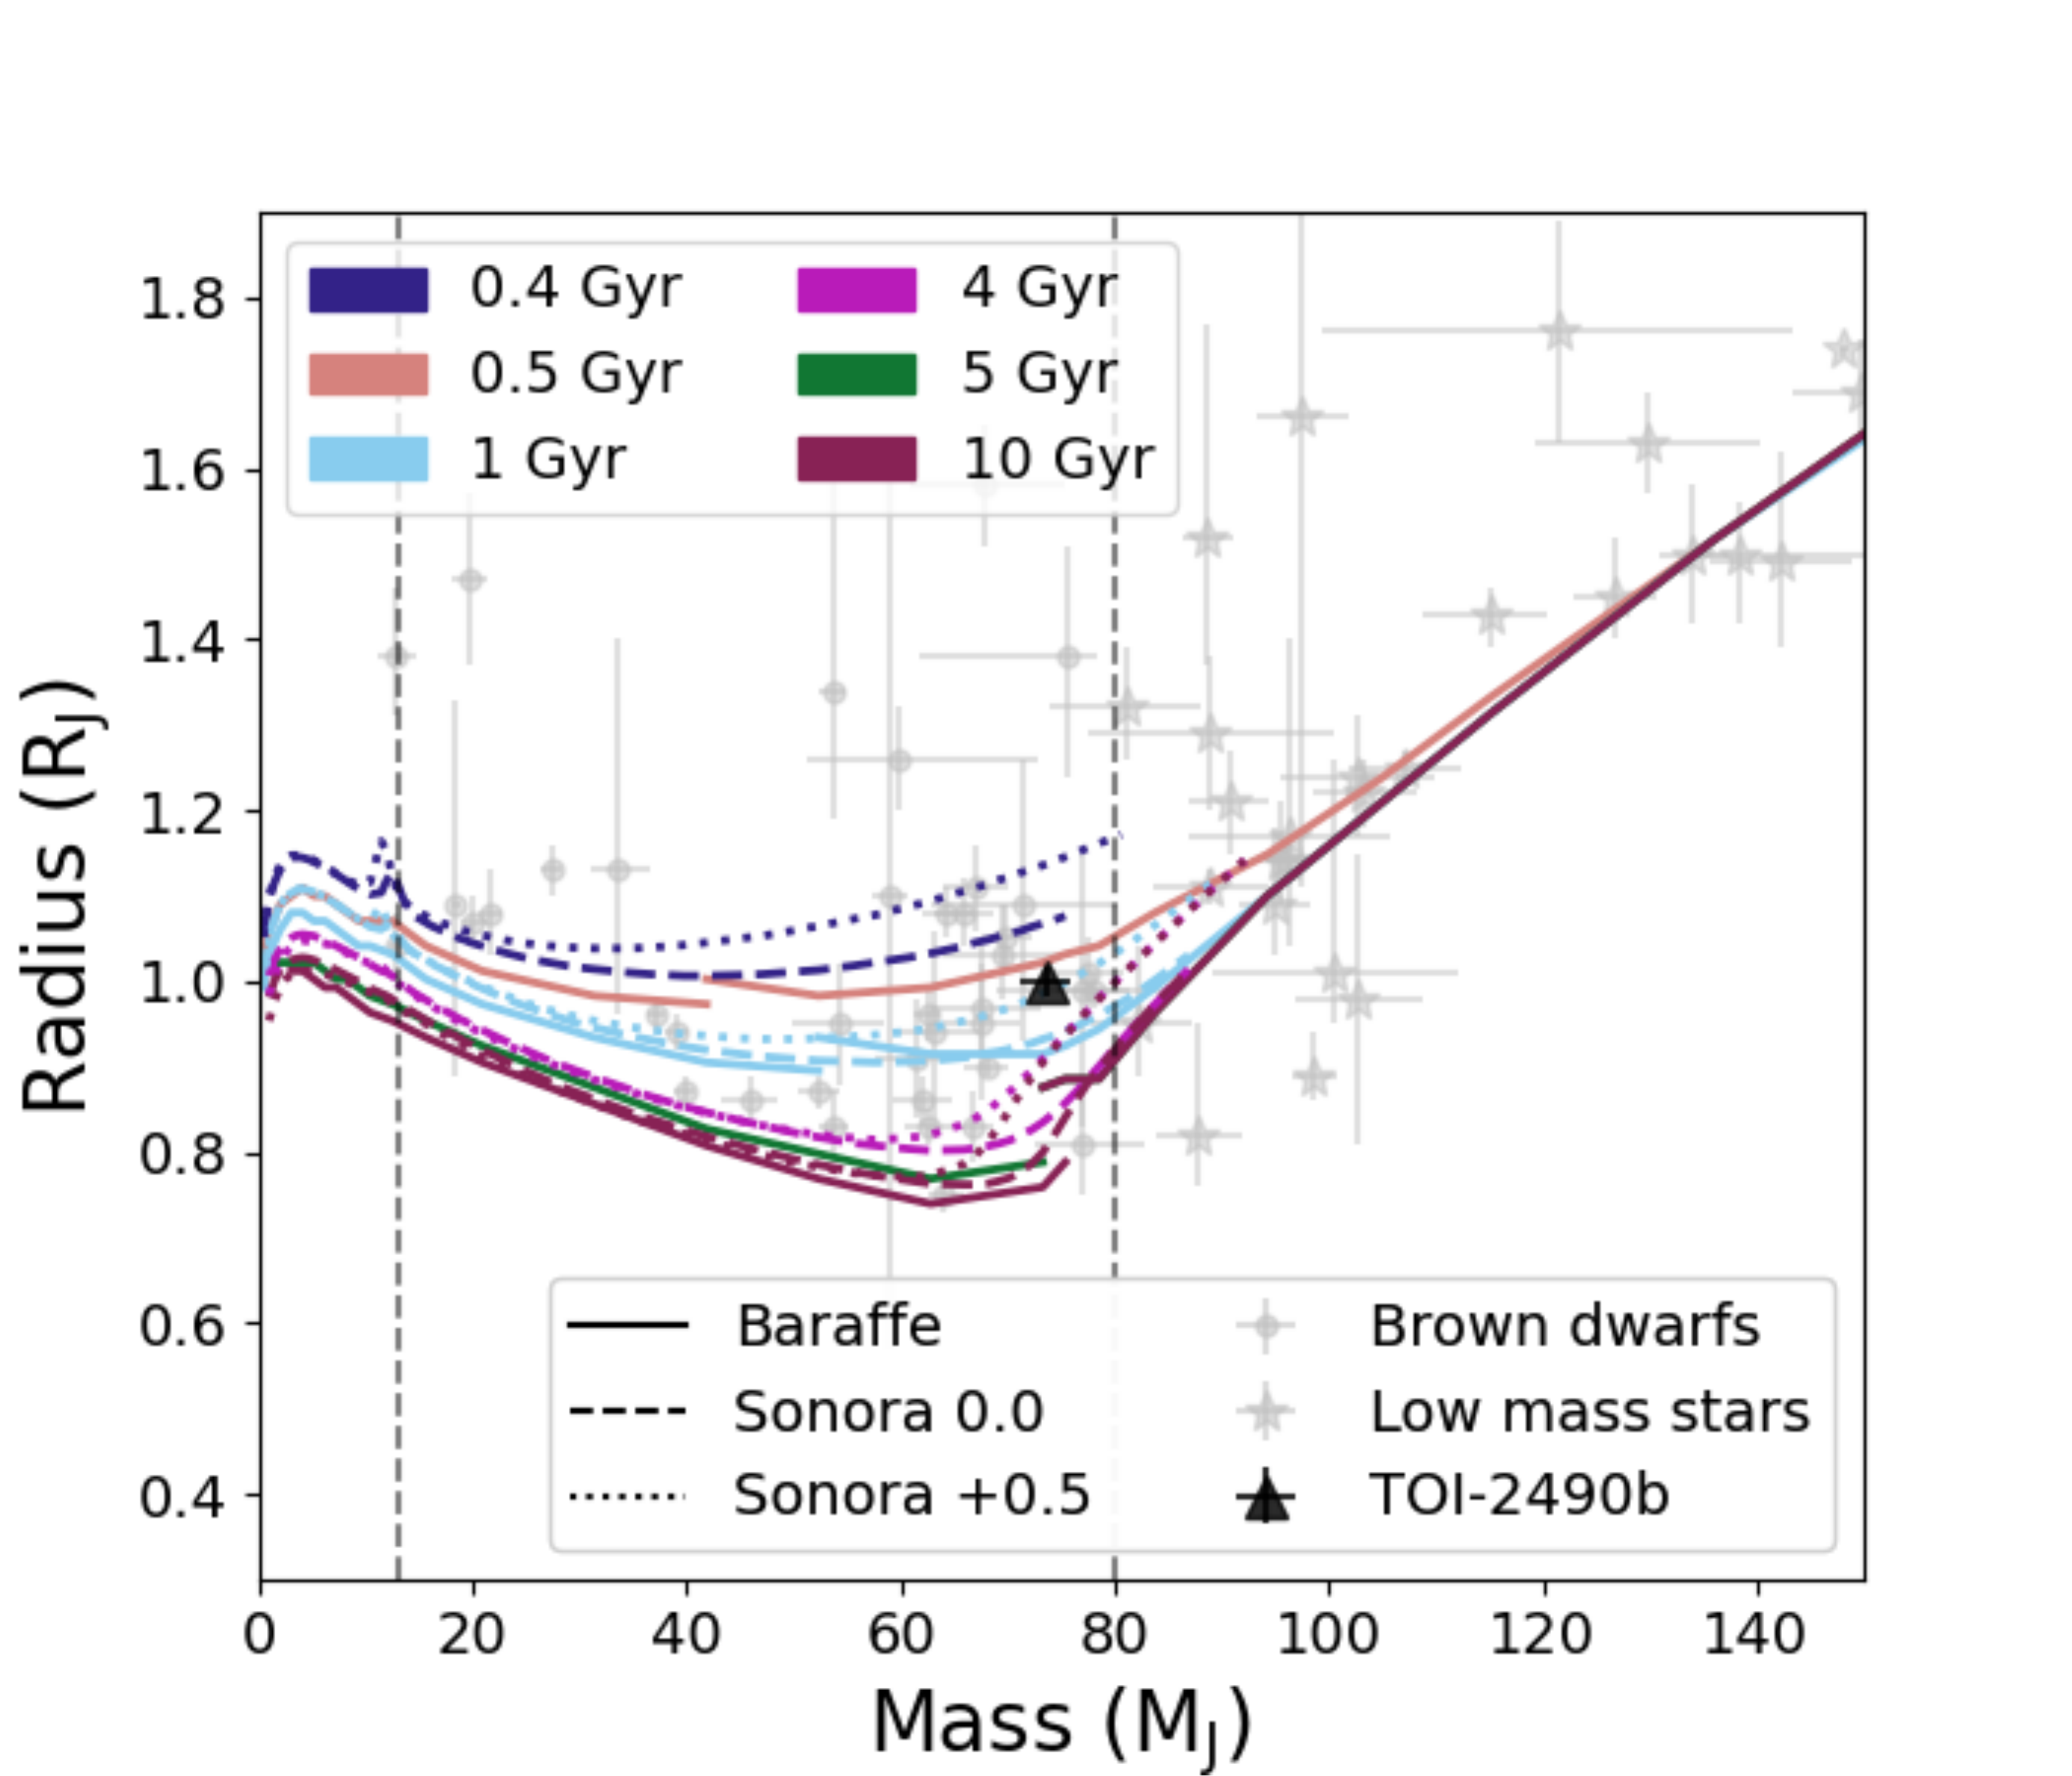 0.4 Gyr
0.5 Gyr
1 Gyr
4 Gyr
5 Gyr
10 Gyr
1.8
1.6
1.4
1.2
1.0
0.8
0.6
0.4
Radius (R_J)
Baraffe
Sonora 0.0
Sonora +0.5
Brown dwarfs
Low mass stars
TOI-2490b
0 20 40 60 80 100 120 140
Mass (M_J)